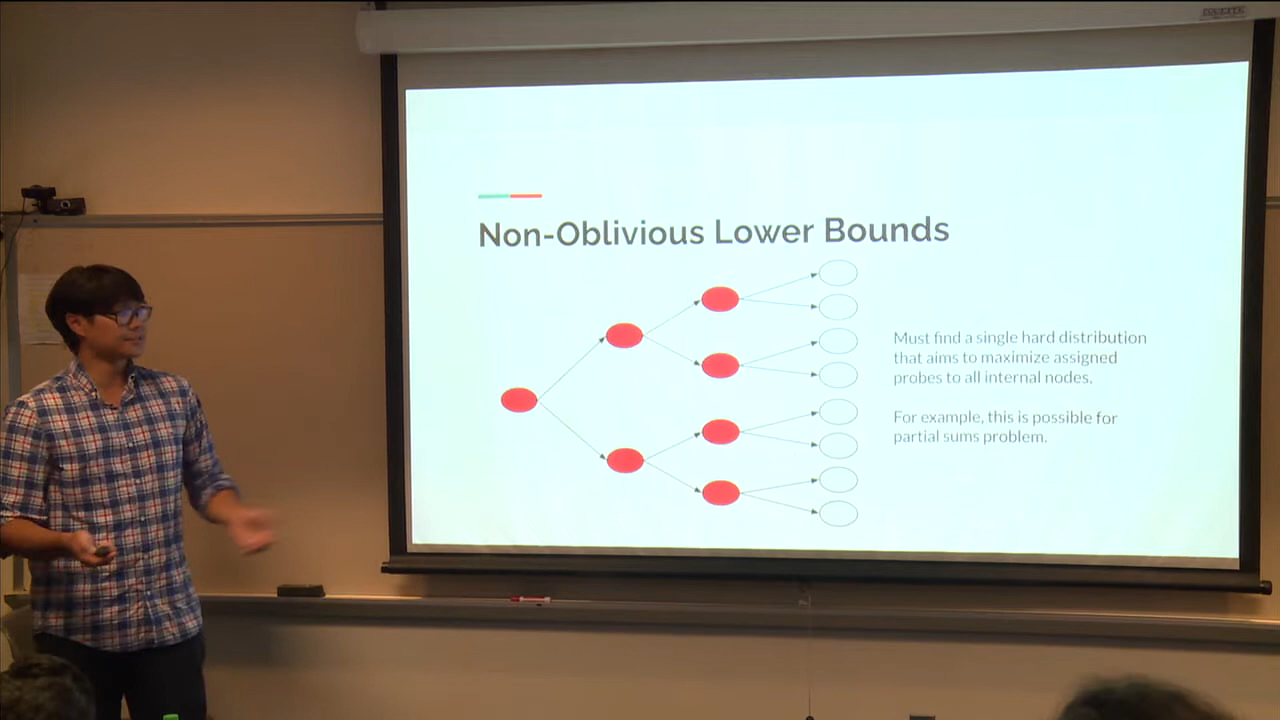 Non-Oblivious Lower Bounds
Must find a single hard distribution
that aims to maximize assigned
probes to all internal nodes.
For example, this is possible for
partial sums problem.